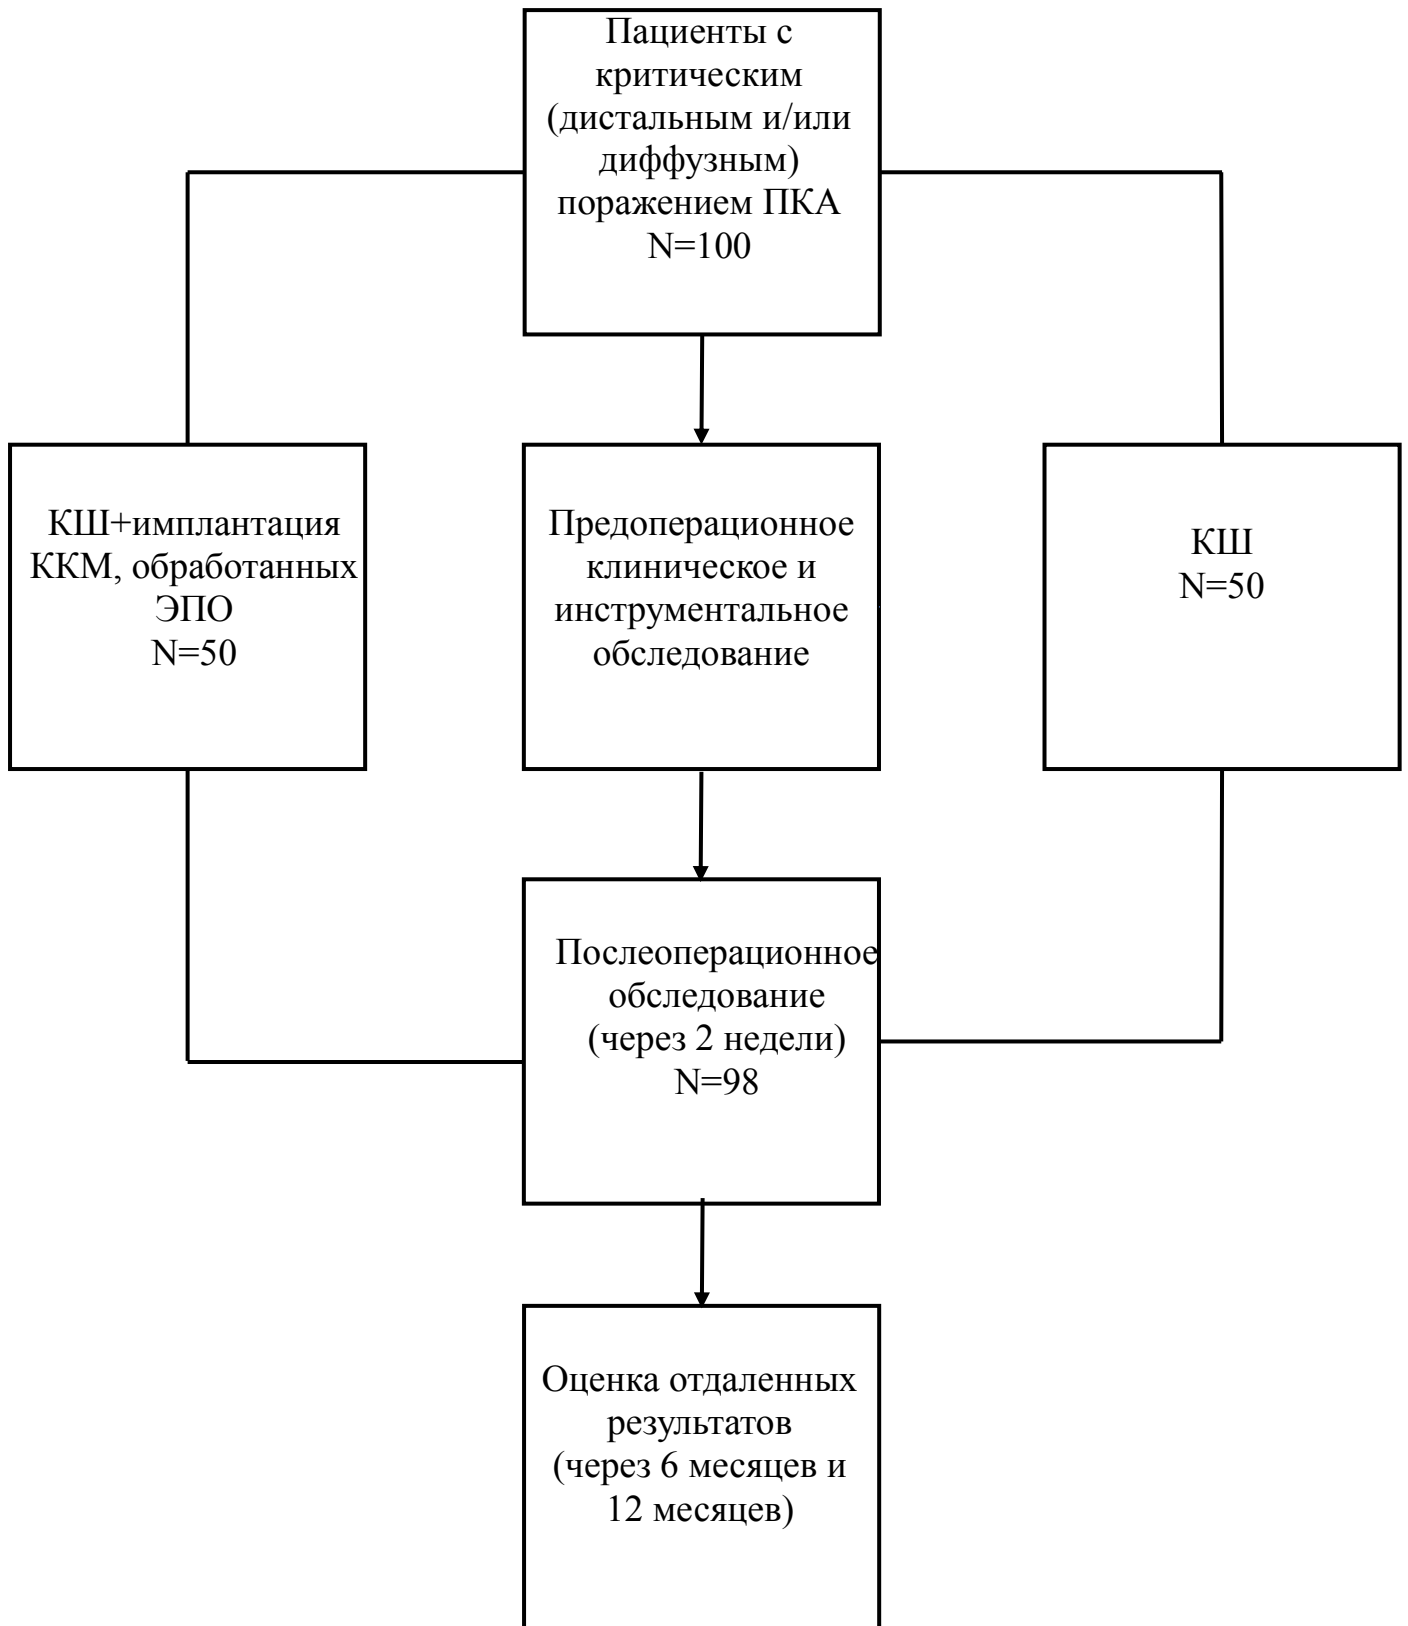 Пациенты с
критическим
(дистальным и/или
диффузным)
поражением ПКА
N=100
КШ+имплантация
ККМ, обработанных
ЭПО
N=50
Предоперационное
клиническое и
инструментальное
обследование
КШ
N=50
Послеоперационное
обследование
(через 2 недели)
N=98
Оценка отдаленных
результатов
(через 6 месяцев и
12 месяцев)